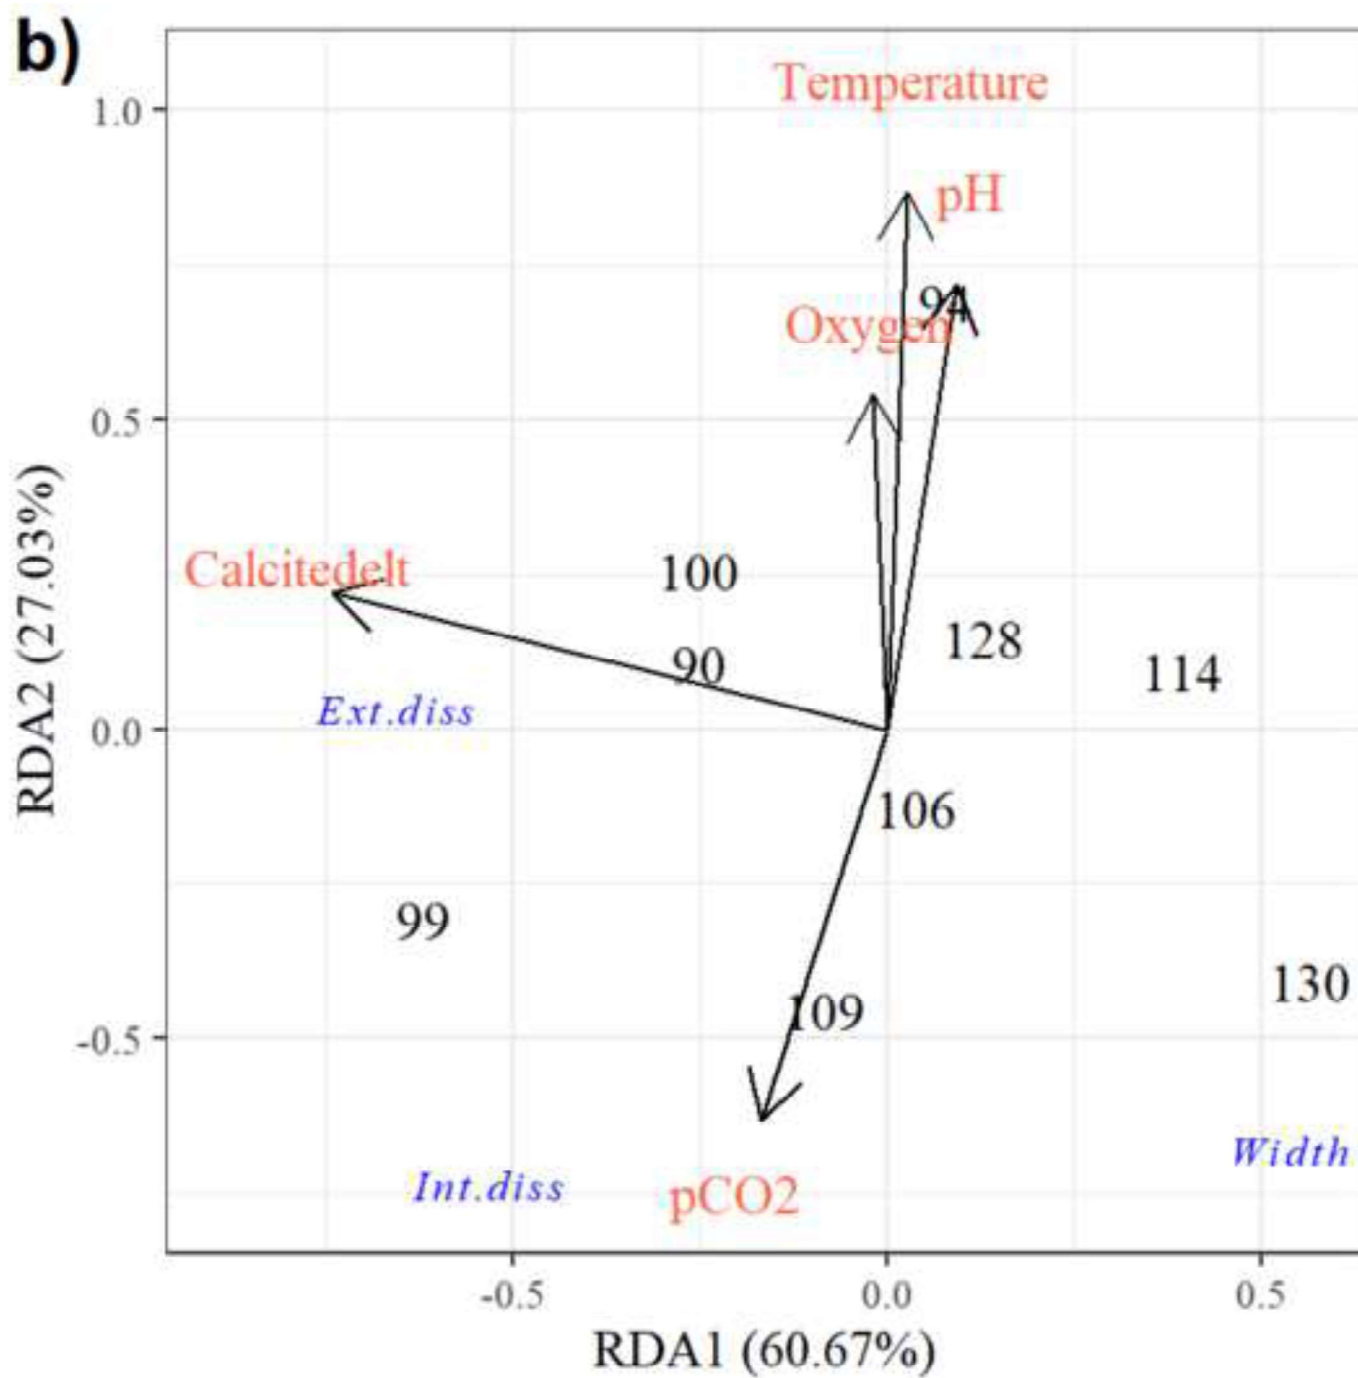 b)
Temperature
1.0
pH
94
Oxygen
0.5
Calcitedelt
100
128
90
114
Ext.diss
0.0
106
99
130
109
-0.5
Width
Int.diss
pCO2
RDA2 (27.03%)
-0.5
0.0
0.5
RDA1 (60.67%)